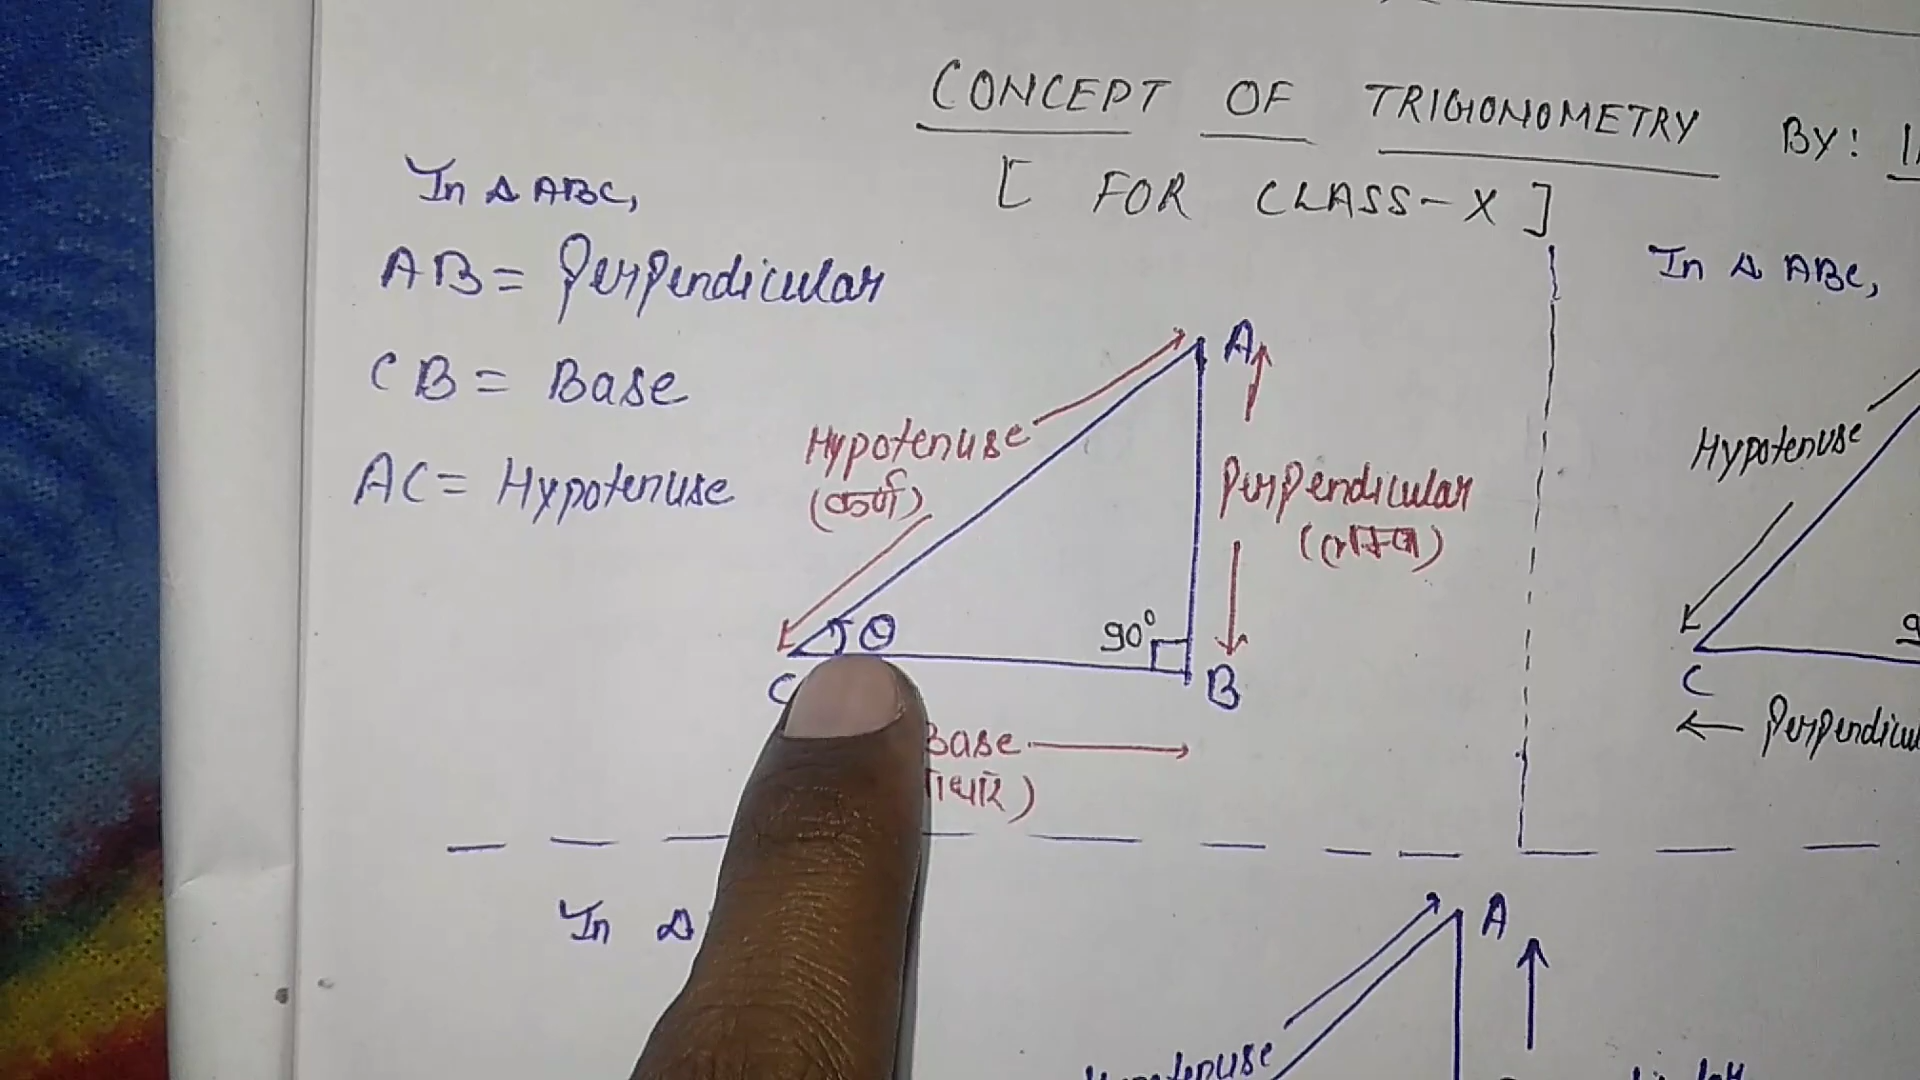 CONCEPT OF TRIGONOMETRY BY:
[ FOR CLASS-X ]
In Δ ABC,
AB = Perpendicular
CB = Base
AC = Hypotenuse
A
Hypotenuse
(कर्ण)
Perpendicular
(लम्ब)
θ
90°
C
B
Base
In Δ ABC,
Hypotenuse
C
In Δ
A
Hypotenuse